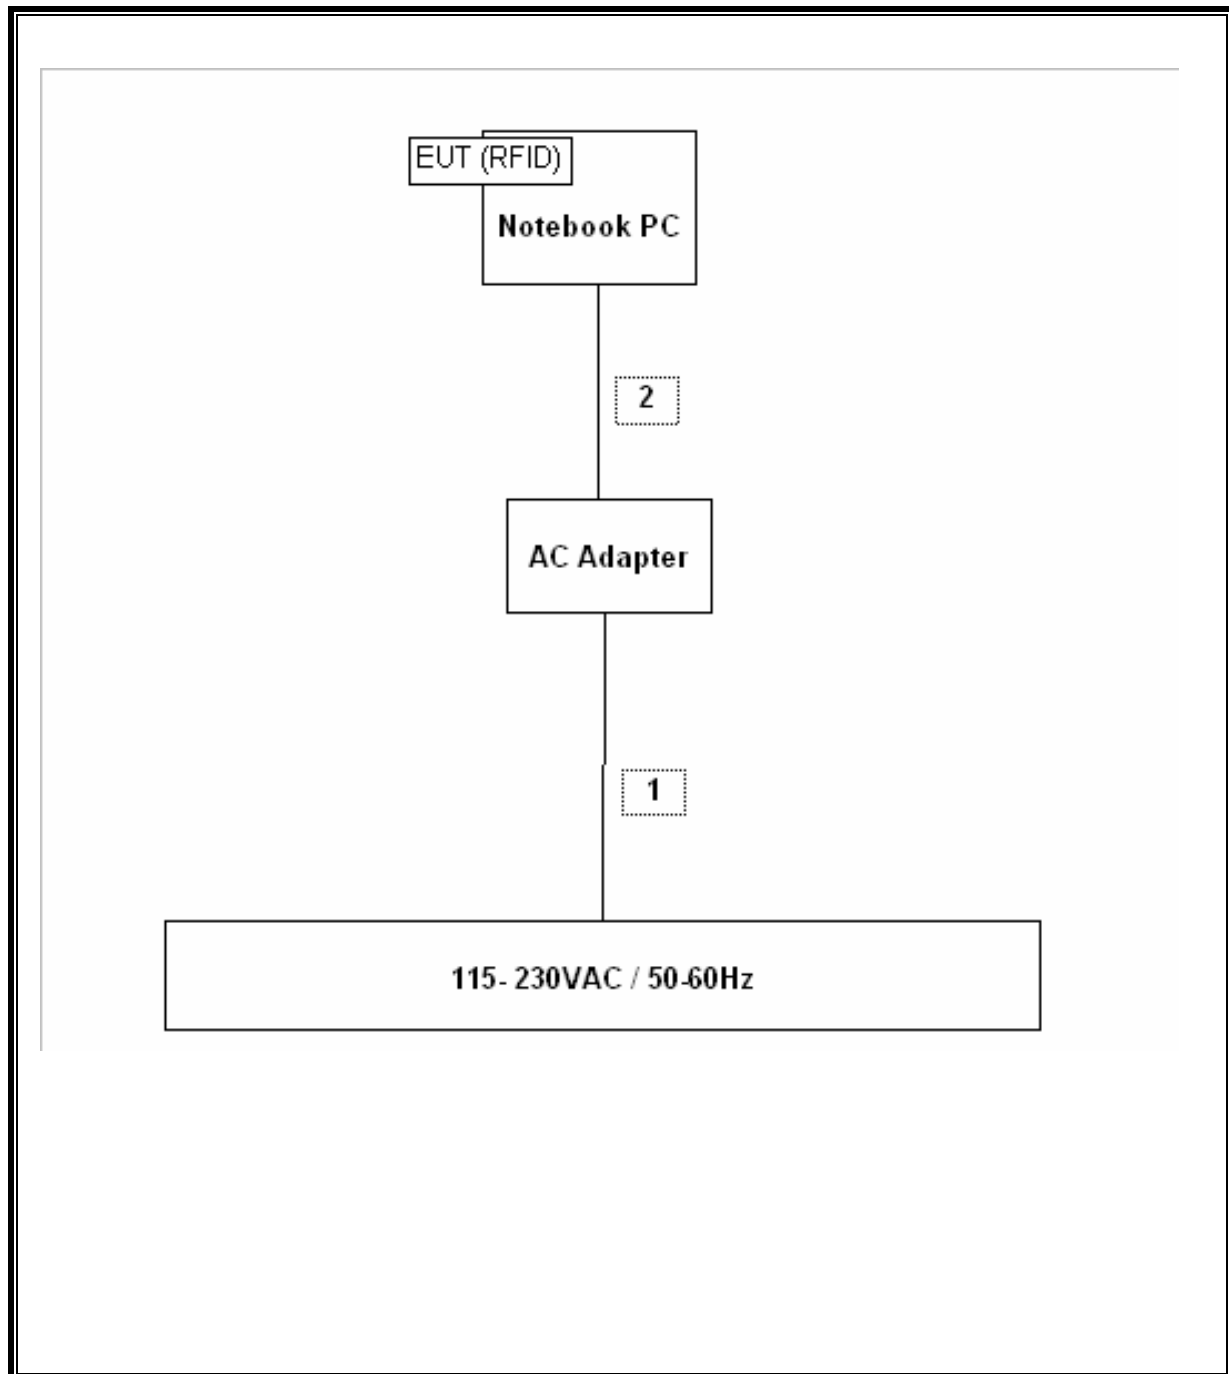 EUT (RFID)
Notebook PC
2
AC Adapter
1
115- 230VAC / 50-60Hz